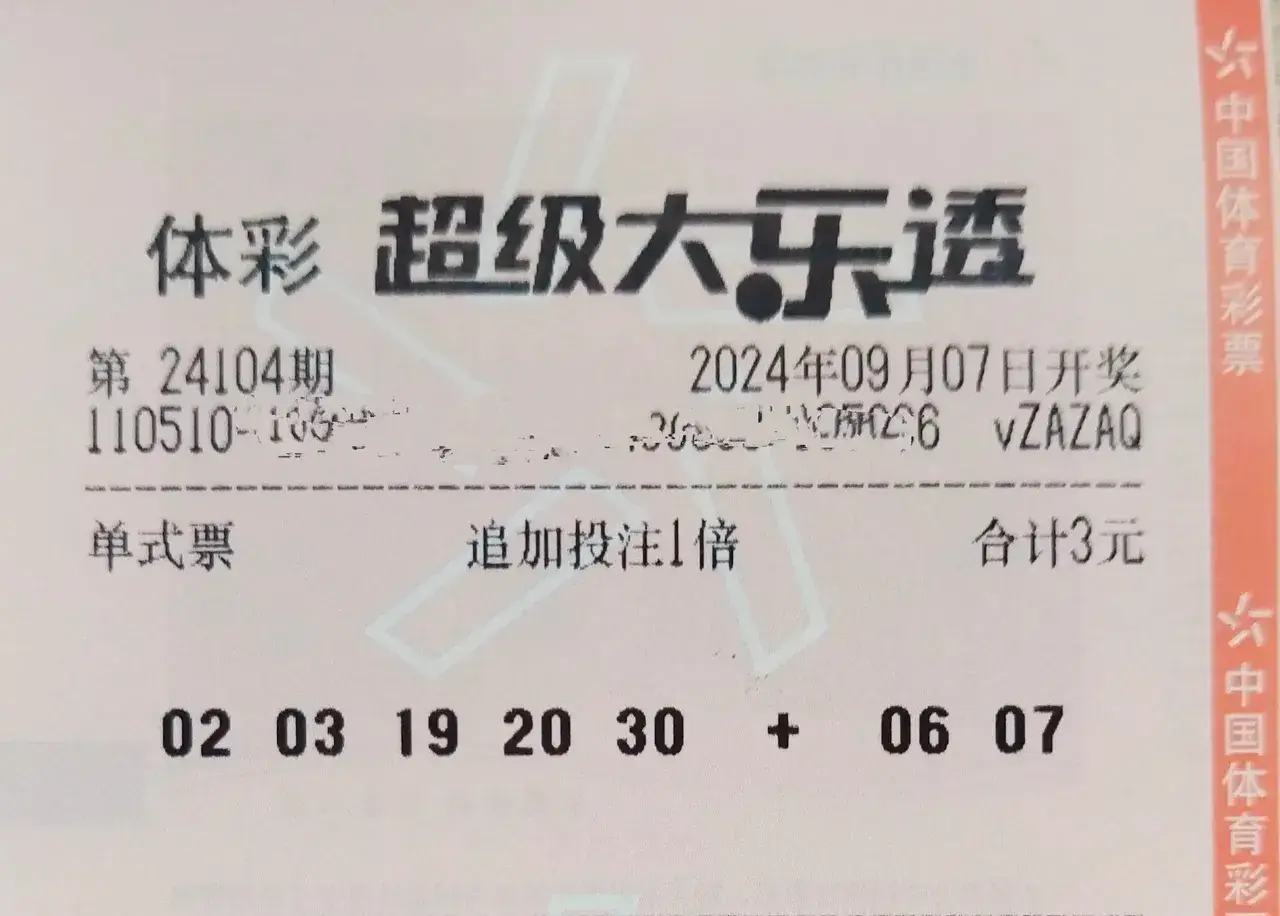 体彩 超级大乐透
第 24104期 2024年09月07日开奖
110510- 6 vZAZAQ
单式票 追加投注1倍 合计3元
02 03 19 20 30 + 06 07
中国体育彩票
中国体育彩